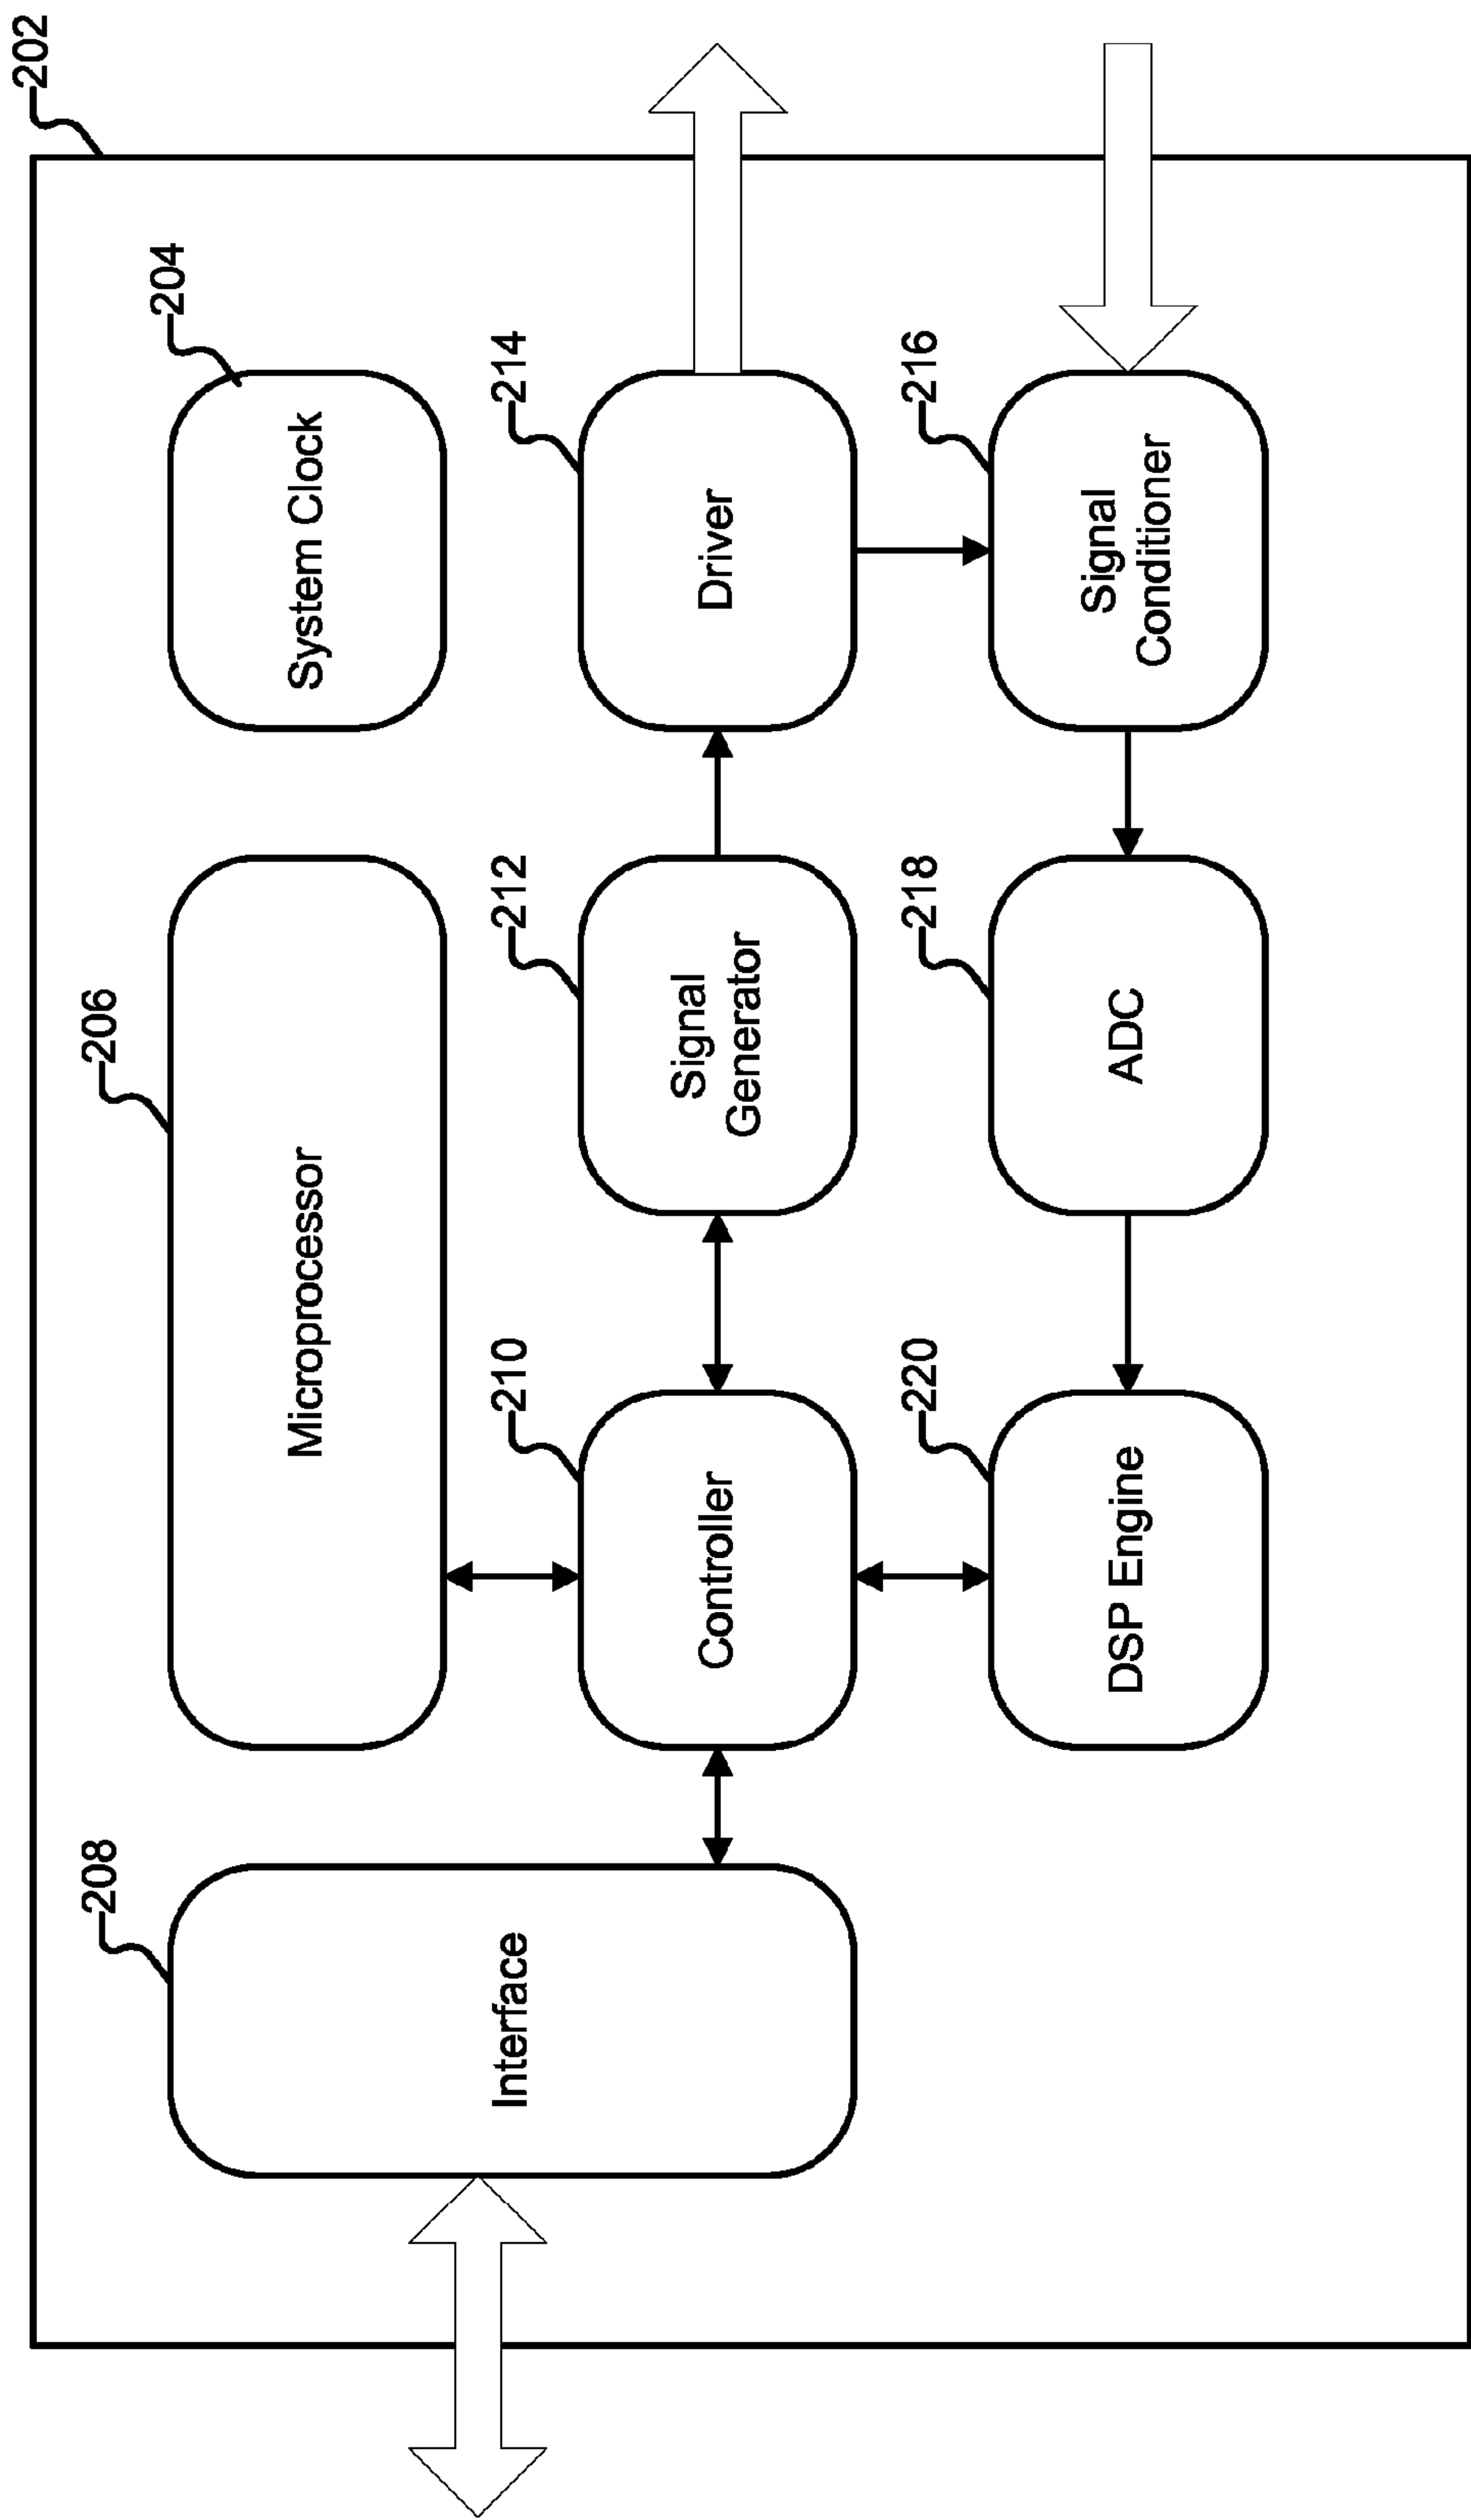 202
204
System Clock
206
Microprocessor
208
Interface
210
Controller
212
Signal
Generator
214
Driver
216
Signal
Conditioner
218
ADC
220
DSP Engine